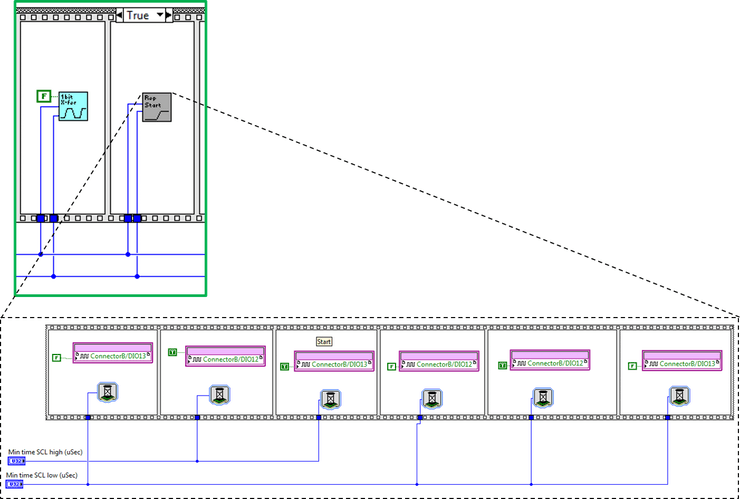 True
F
1bit
X-fer
Rep
Start
Start
F
ConnectorB/DIO13
ConnectorB/DIO12
ConnectorB/DIO13
F
ConnectorB/DIO12
ConnectorB/DIO12
F
ConnectorB/DIO13
Min time SCL high (uSec)
U32
Min time SCL low (uSec)
U32